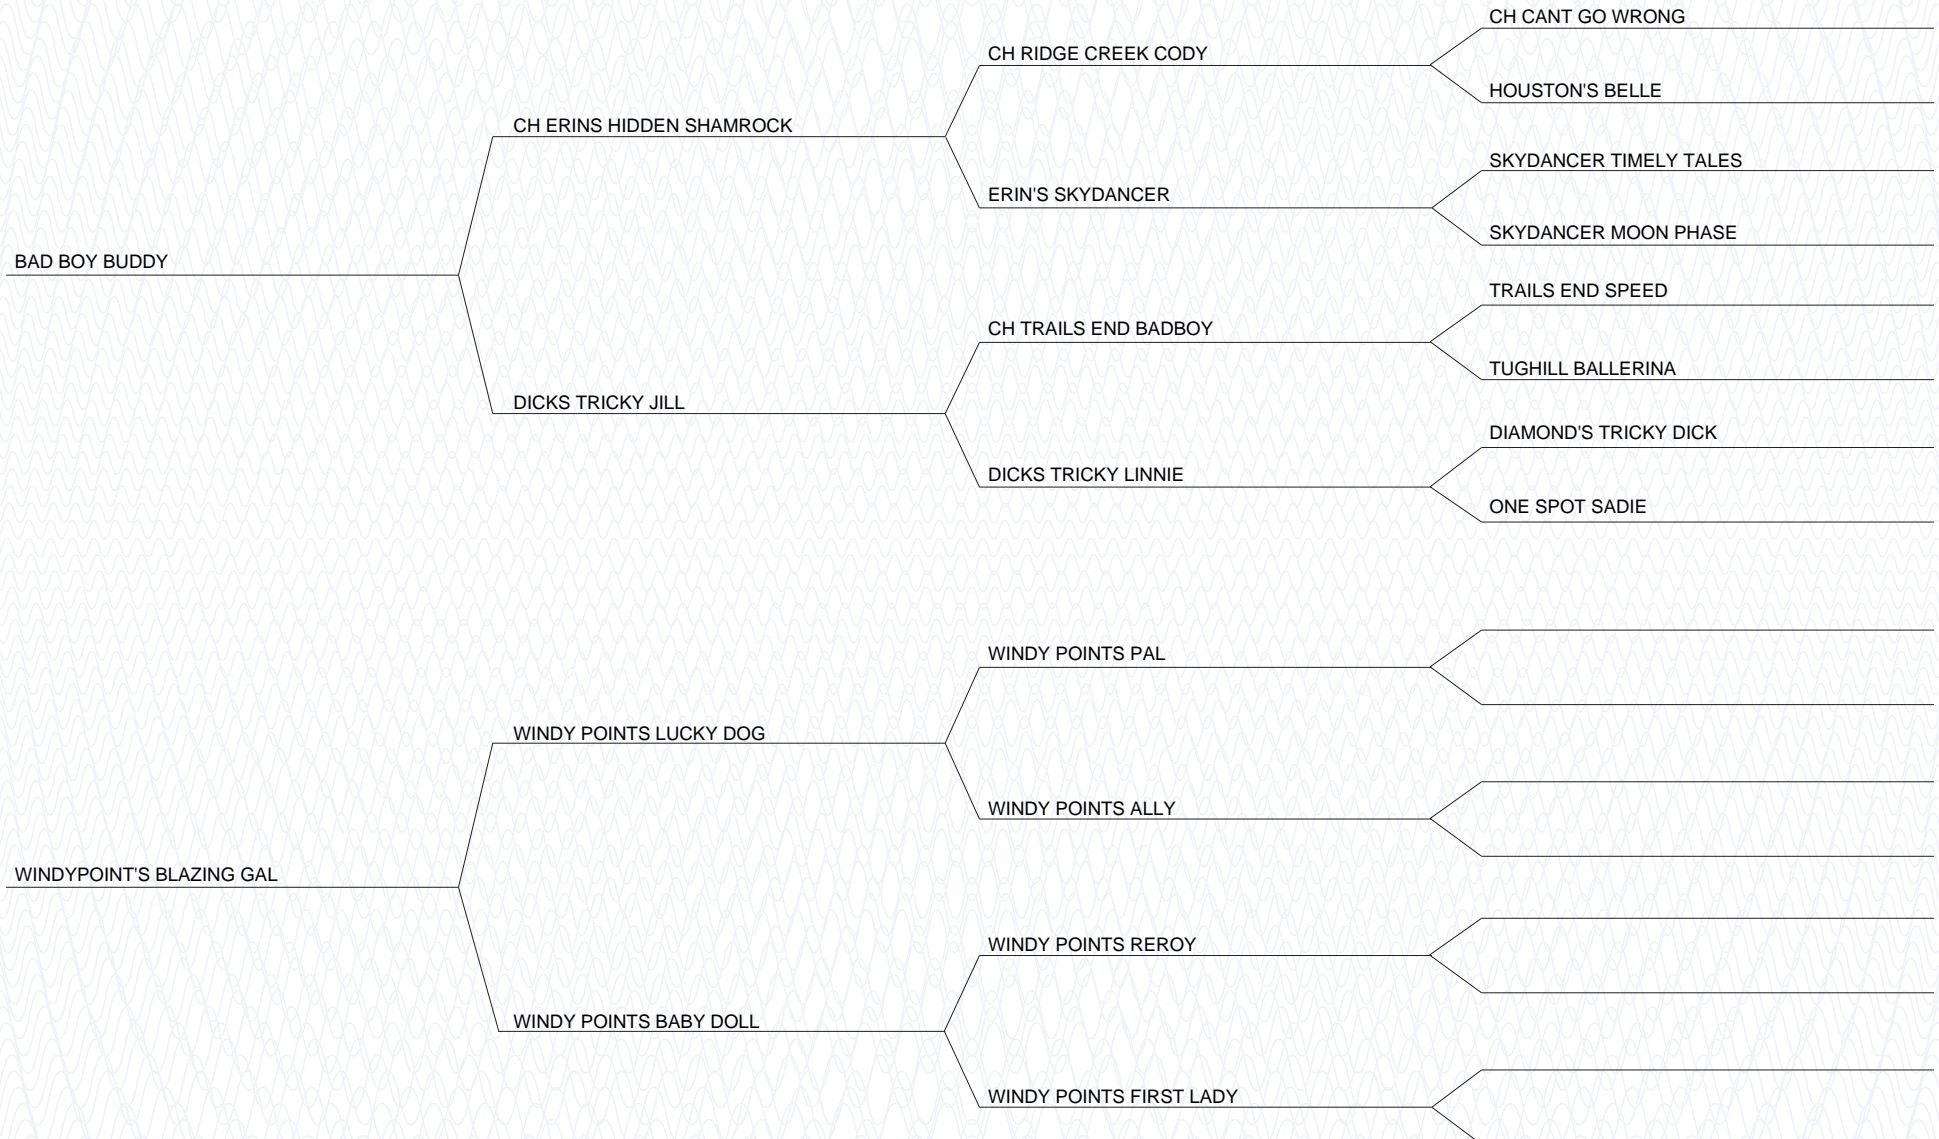 CH CANT GO WRONG
CH RIDGE CREEK CODY
HOUSTON'S BELLE
CH ERINS HIDDEN SHAMROCK
SKYDANCER TIMELY TALES
ERIN'S SKYDANCER
SKYDANCER MOON PHASE
BAD BOY BUDDY
TRAILS END SPEED
CH TRAILS END BADBOY
TUGHILL BALLERINA
DICKS TRICKY JILL
DIAMOND'S TRICKY DICK
DICKS TRICKY LINNIE
ONE SPOT SADIE
WINDY POINTS PAL
WINDY POINTS LUCKY DOG
WINDY POINTS ALLY
WINDYPOINT'S BLAZING GAL
WINDY POINTS REROY
WINDY POINTS BABY DOLL
WINDY POINTS FIRST LADY